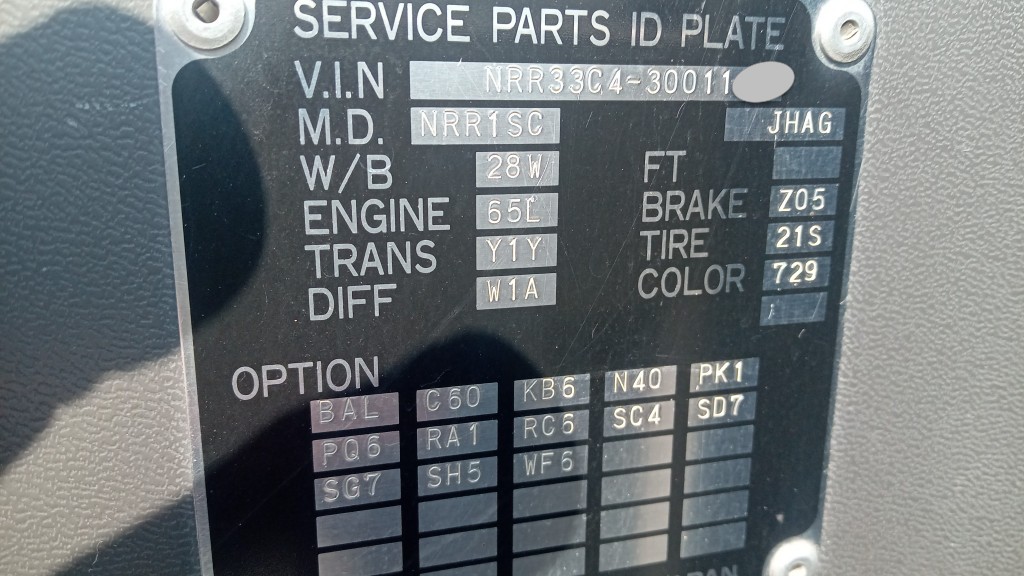 SERVICE PARTS ID PLATE
V.I.N NRR33C4-30011
M.D. NRR1SC JHAG
W/B 28W FT
ENGINE 65L BRAKE Z05
TRANS Y1Y TIRE 21S
DIFF W1A COLOR 729
OPTION
BAL C60 KB6 N40 PK1
PQ6 RA1 RC6 SC4 SD7
SG7 SH5 WF6